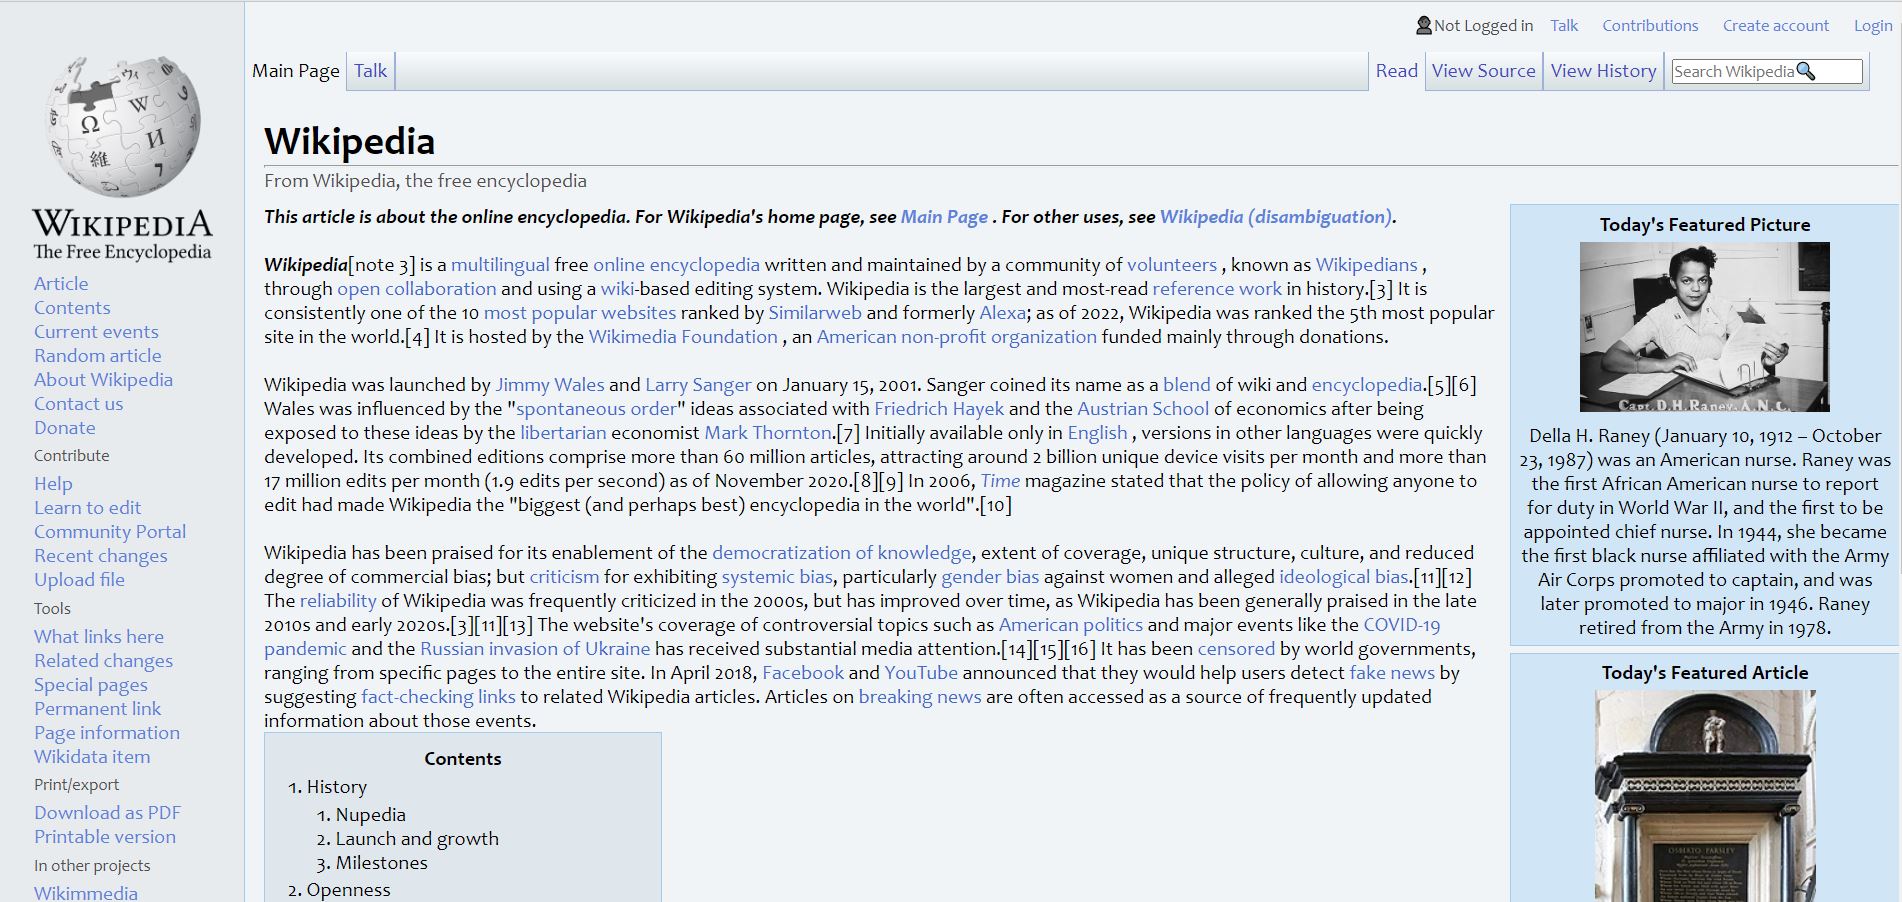 Not Logged in Talk Contributions Create account Login
Main Page Talk Read View Source View History Search Wikipedia
WIKIPEDIA
The Free Encyclopedia
Article
Contents
Current events
Random article
About Wikipedia
Contact us
Donate
Contribute
Help
Learn to edit
Community Portal
Recent changes
Upload file
Tools
What links here
Related changes
Special pages
Permanent link
Page information
Wikidata item
Print/export
Download as PDF
Printable version
In other projects
Wikimmedia
Wikipedia
From Wikipedia, the free encyclopedia
This article is about the online encyclopedia. For Wikipedia's home page, see Main Page . For other uses, see Wikipedia (disambiguation).
Wikipedia[note 3] is a multilingual free online encyclopedia written and maintained by a community of volunteers , known as Wikipedians ,
through open collaboration and using a wiki-based editing system. Wikipedia is the largest and most-read reference work in history.[3] It is
consistently one of the 10 most popular websites ranked by Similarweb and formerly Alexa; as of 2022, Wikipedia was ranked the 5th most popular
site in the world.[4] It is hosted by the Wikimedia Foundation , an American non-profit organization funded mainly through donations.
Wikipedia was launched by Jimmy Wales and Larry Sanger on January 15, 2001. Sanger coined its name as a blend of wiki and encyclopedia.[5][6]
Wales was influenced by the "spontaneous order" ideas associated with Friedrich Hayek and the Austrian School of economics after being
exposed to these ideas by the libertarian economist Mark Thornton.[7] Initially available only in English , versions in other languages were quickly
developed. Its combined editions comprise more than 60 million articles, attracting around 2 billion unique device visits per month and more than
17 million edits per month (1.9 edits per second) as of November 2020.[8][9] In 2006, Time magazine stated that the policy of allowing anyone to
edit had made Wikipedia the "biggest (and perhaps best) encyclopedia in the world".[10]
Wikipedia has been praised for its enablement of the democratization of knowledge, extent of coverage, unique structure, culture, and reduced
degree of commercial bias; but criticism for exhibiting systemic bias, particularly gender bias against women and alleged ideological bias.[11][12]
The reliability of Wikipedia was frequently criticized in the 2000s, but has improved over time, as Wikipedia has been generally praised in the late
2010s and early 2020s.[3][11][13] The website's coverage of controversial topics such as American politics and major events like the COVID-19
pandemic and the Russian invasion of Ukraine has received substantial media attention.[14][15][16] It has been censored by world governments,
ranging from specific pages to the entire site. In April 2018, Facebook and YouTube announced that they would help users detect fake news by
suggesting fact-checking links to related Wikipedia articles. Articles on breaking news are often accessed as a source of frequently updated
information about those events.
Contents
1. History
1. Nupedia
2. Launch and growth
3. Milestones
2. Openness
Today's Featured Picture
Capt. D.H. Raney, A.N.C.
Della H. Raney (January 10, 1912 – October
23, 1987) was an American nurse. Raney was
the first African American nurse to report
for duty in World War II, and the first to be
appointed chief nurse. In 1944, she became
the first black nurse affiliated with the Army
Air Corps promoted to captain, and was
later promoted to major in 1946. Raney
retired from the Army in 1978.
Today's Featured Article
OSBERTO PARSLEY